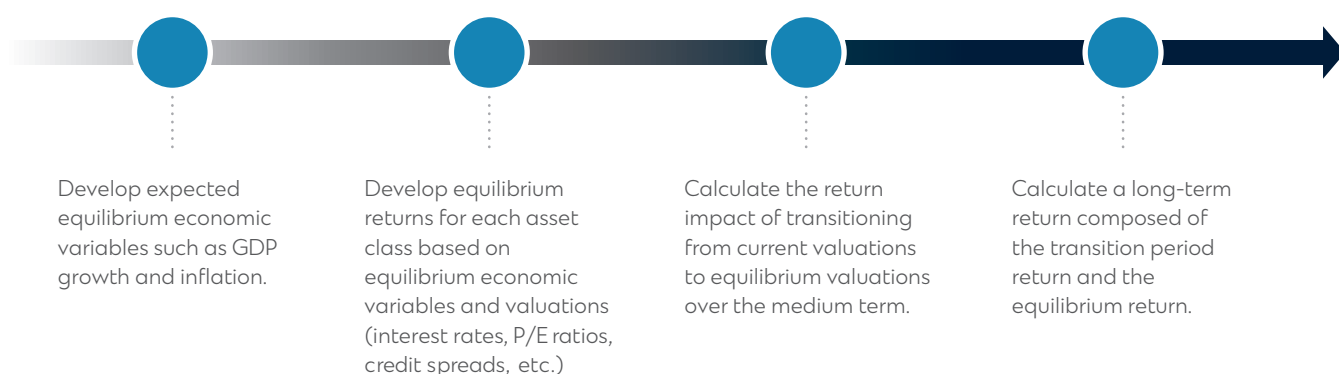 Develop expected
equilibrium economic
variables such as GDP
growth and inflation.
Develop equilibrium
returns for each asset
class based on
equilibrium economic
variables and valuations
(interest rates, P/E ratios,
credit spreads, etc.)
Calculate the return
impact of transitioning
from current valuations
to equilibrium valuations
over the medium term.
Calculate a long-term
return composed of
the transition period
return and the
equilibrium return.